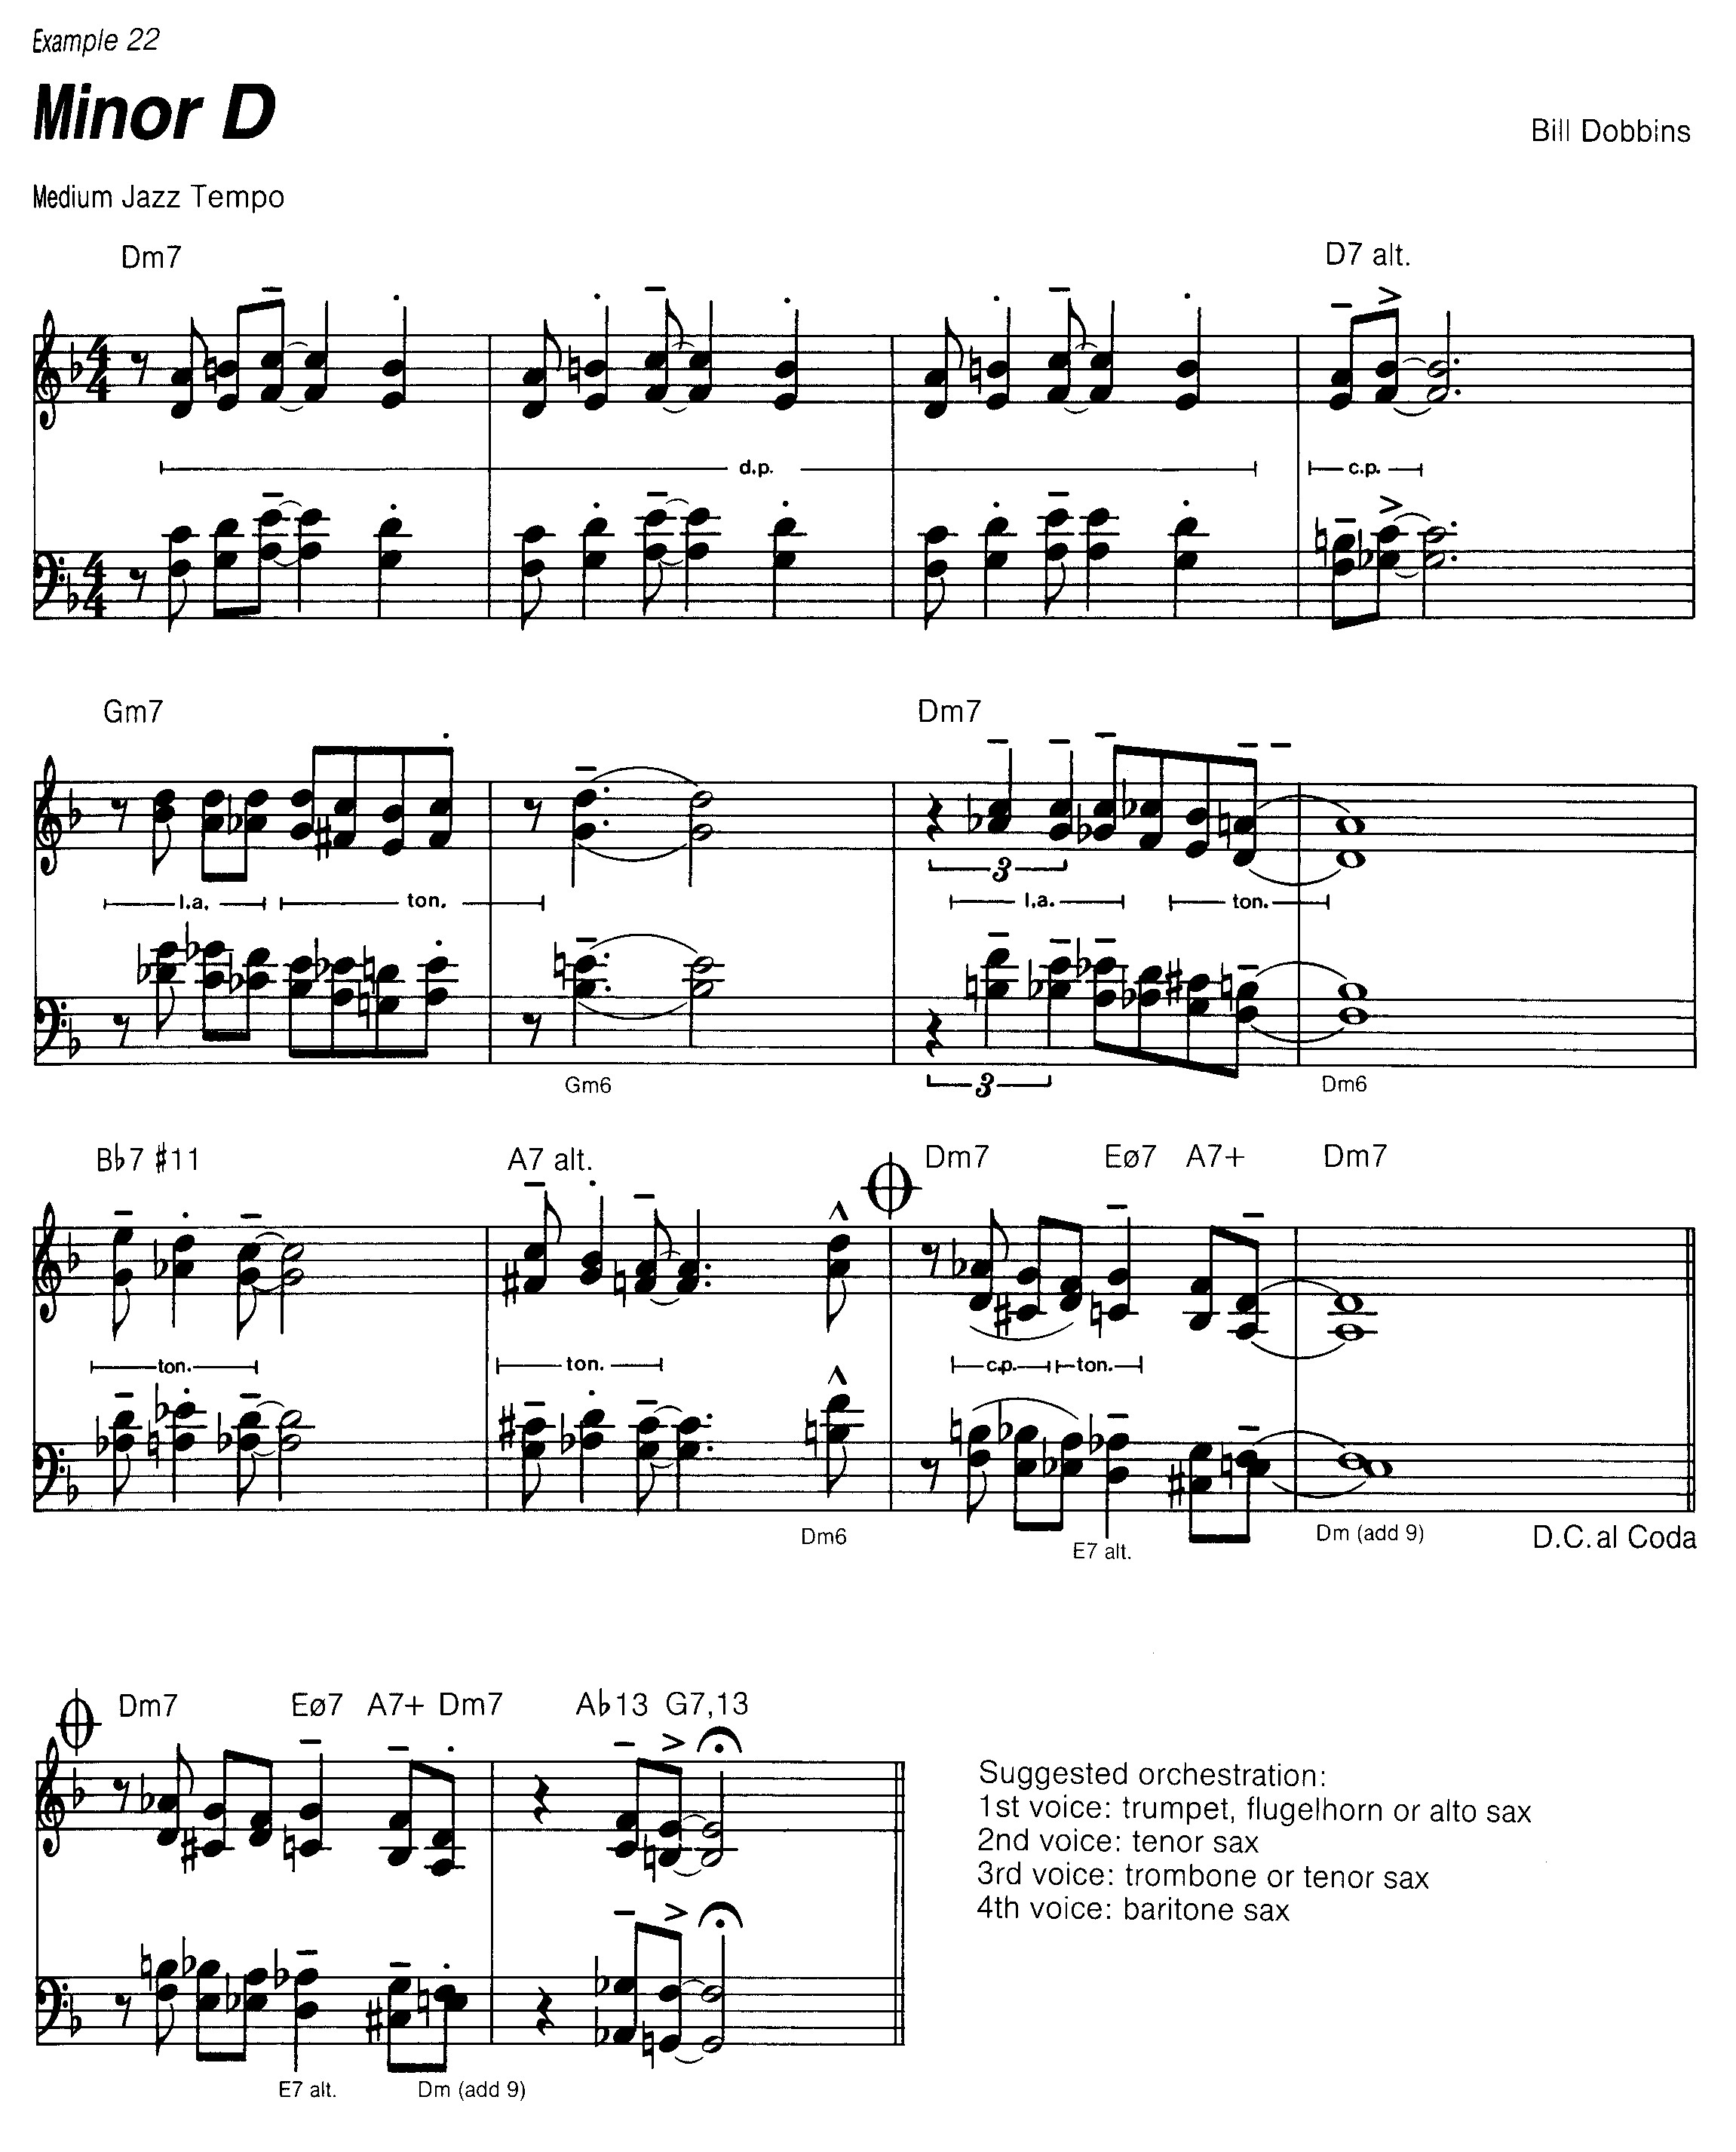 Example 22
Minor D
Bill Dobbins
Medium Jazz Tempo
Dm7 D7 alt.
d.p. c.p.
Gm7 Dm7
3
l.a. ton. l.a. ton.
Gm6 3 Dm6
B♭7 #11 A7 alt. Dm7 Eø7 A7+ Dm7
ton. ton. c.p. ton.
Dm6 E7 alt. Dm (add 9) D.C. al Coda
Dm7 Eø7 A7+ Dm7 A♭13 G7,13
E7 alt. Dm (add 9)
Suggested orchestration:
1st voice: trumpet, flugelhorn or alto sax
2nd voice: tenor sax
3rd voice: trombone or tenor sax
4th voice: baritone sax